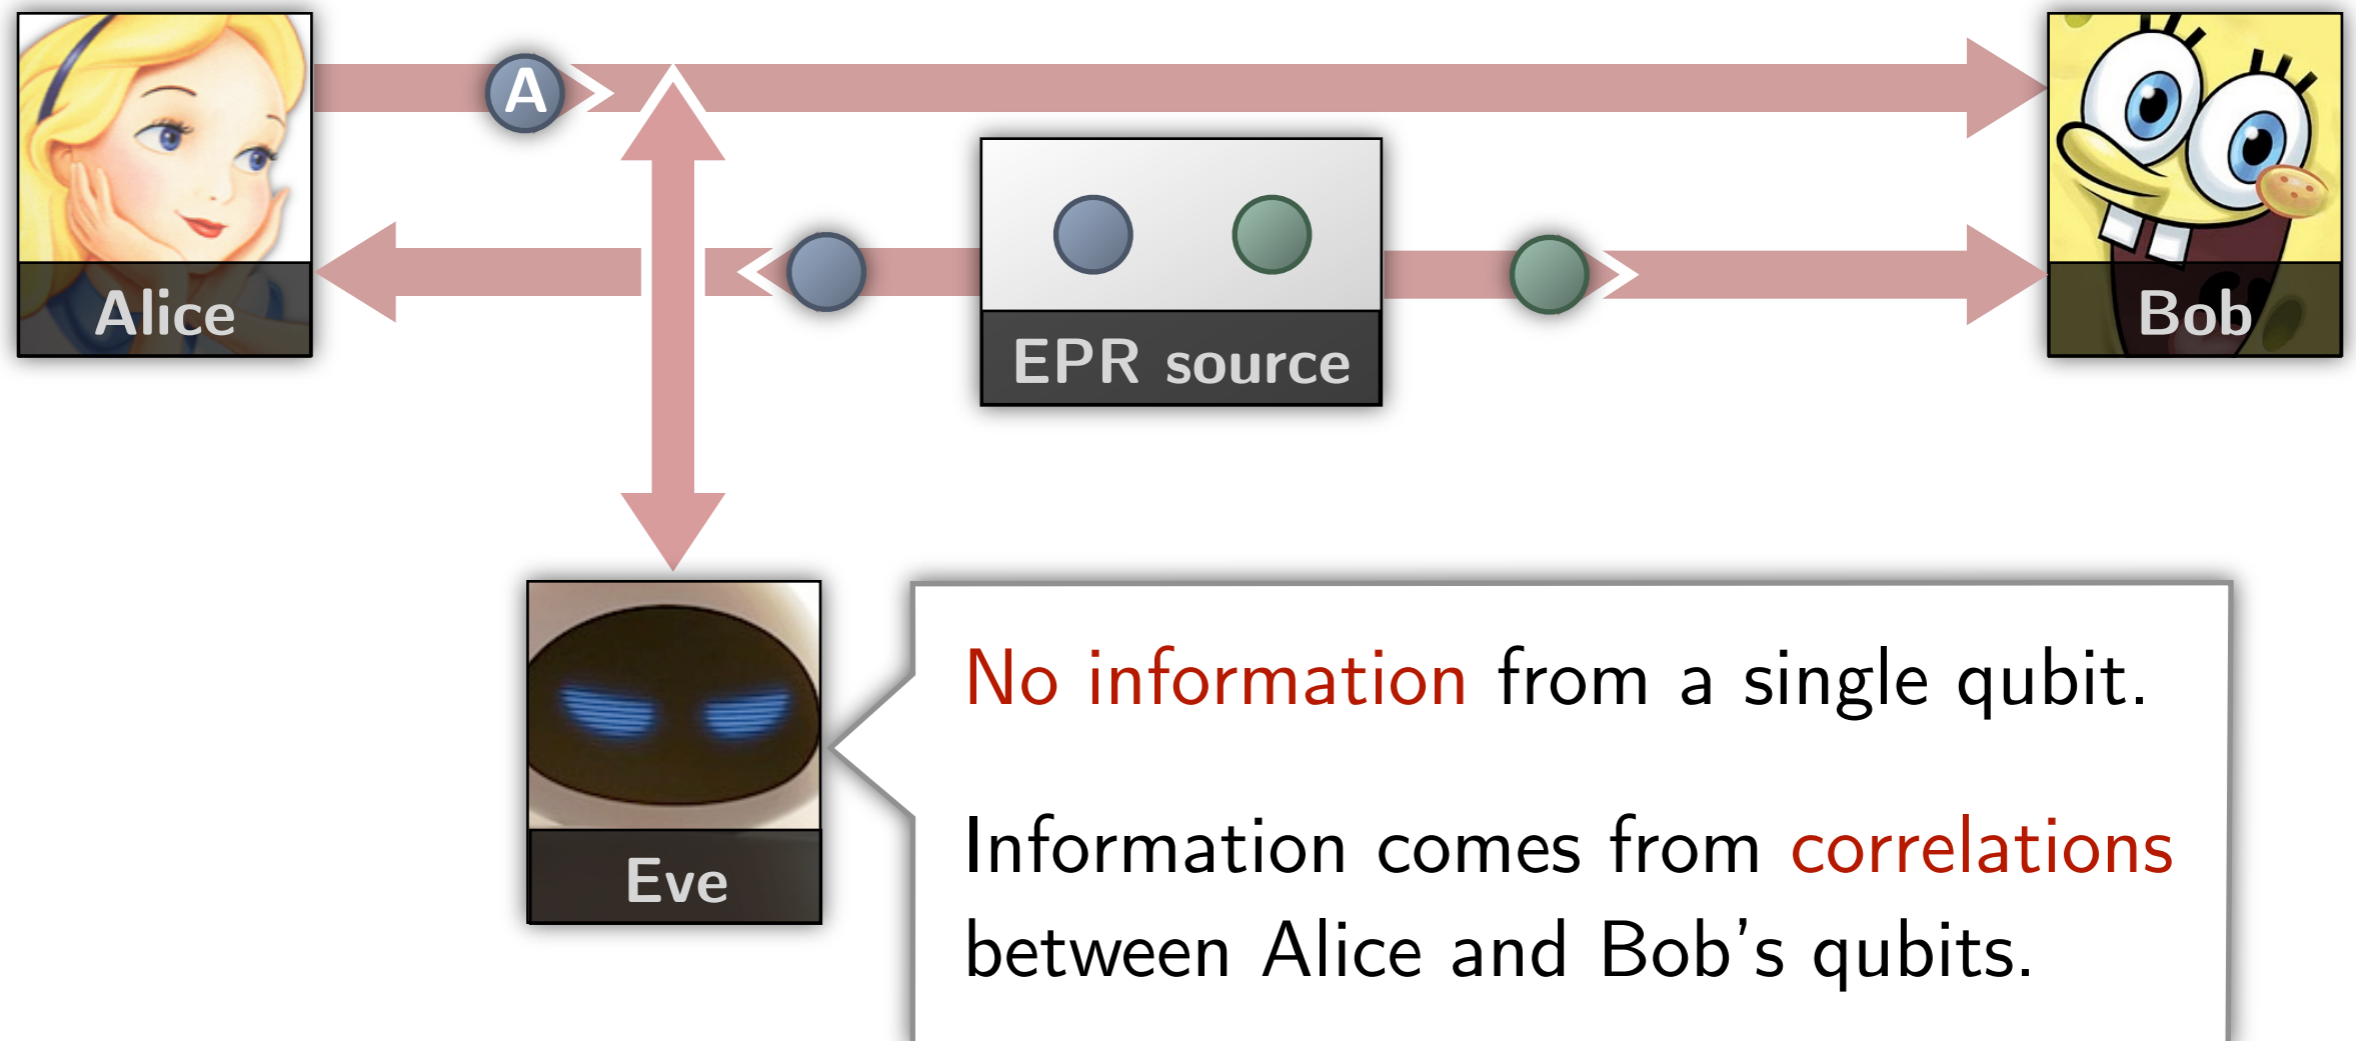 A
Alice
EPR source
Bob
Eve
No information from a single qubit.
Information comes from correlations
between Alice and Bob’s qubits.